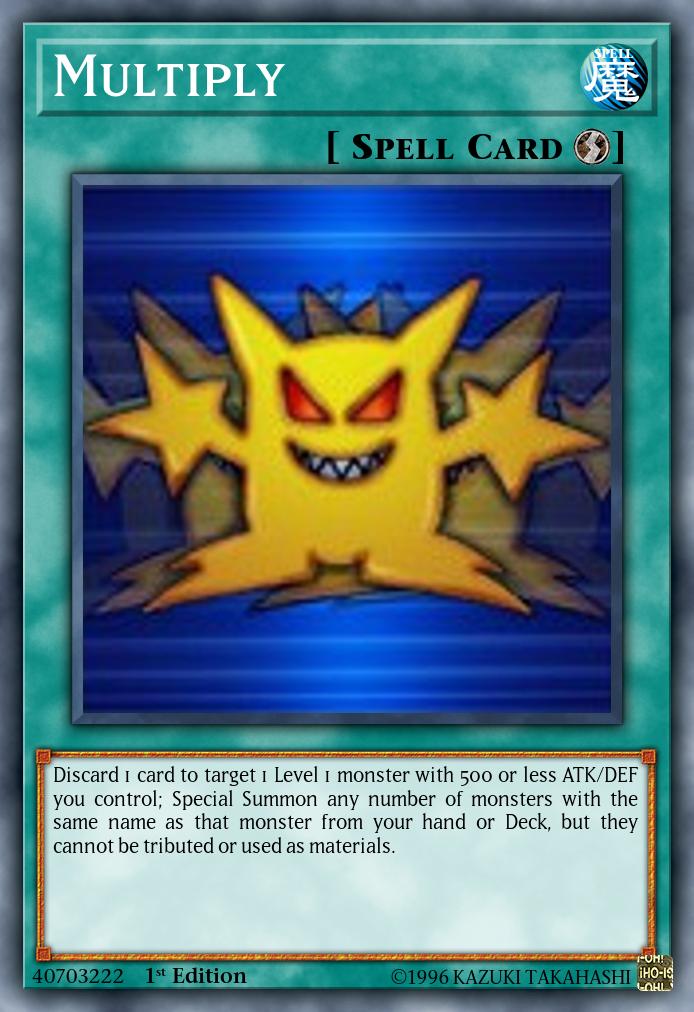 MULTIPLY
SPELL
魔
[ SPELL CARD ]
Discard 1 card to target 1 Level 1 monster with 500 or less ATK/DEF
you control; Special Summon any number of monsters with the
same name as that monster from your hand or Deck, but they
cannot be tributed or used as materials.
40703222 1st Edition ©1996 KAZUKI TAKAHASHI